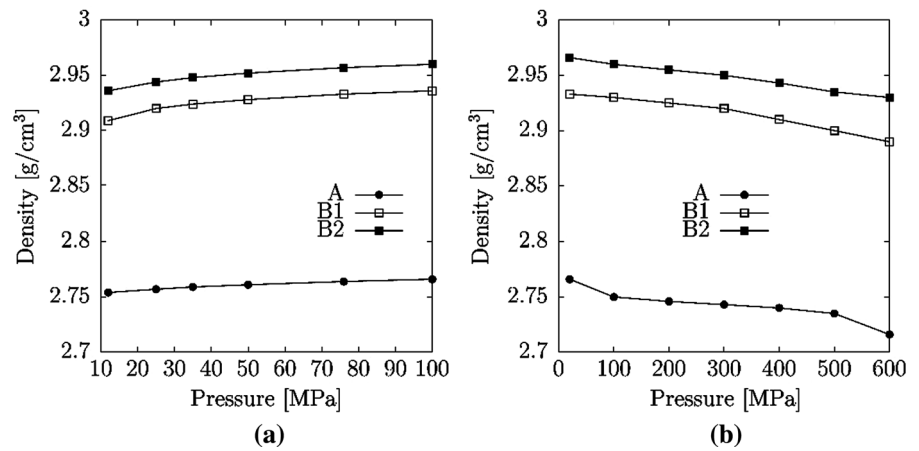 3
2.95
2.9
2.85
2.8
2.75
2.7
Density [g/cm³]
A
B1
B2
10 20 30 40 50 60 70 80 90 100
Pressure [MPa]
(a)
3
2.95
2.9
2.85
2.8
2.75
2.7
Density [g/cm³]
A
B1
B2
0 100 200 300 400 500 600
Pressure [MPa]
(b)